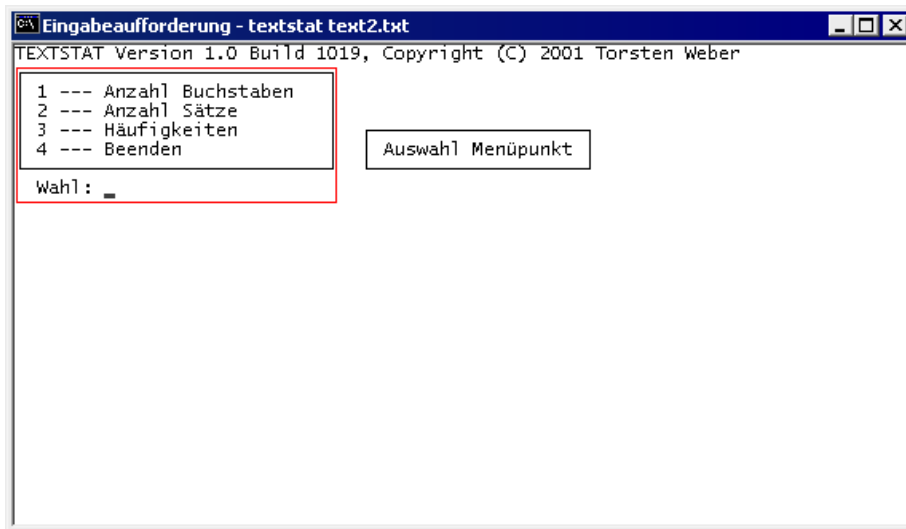 Eingabeaufforderung - textstat text2.txt
TEXTSTAT Version 1.0 Build 1019, Copyright (C) 2001 Torsten Weber
1 --- Anzahl Buchstaben
2 --- Anzahl Sätze
3 --- Häufigkeiten
4 --- Beenden
Auswahl Menüpunkt
Wahl: _